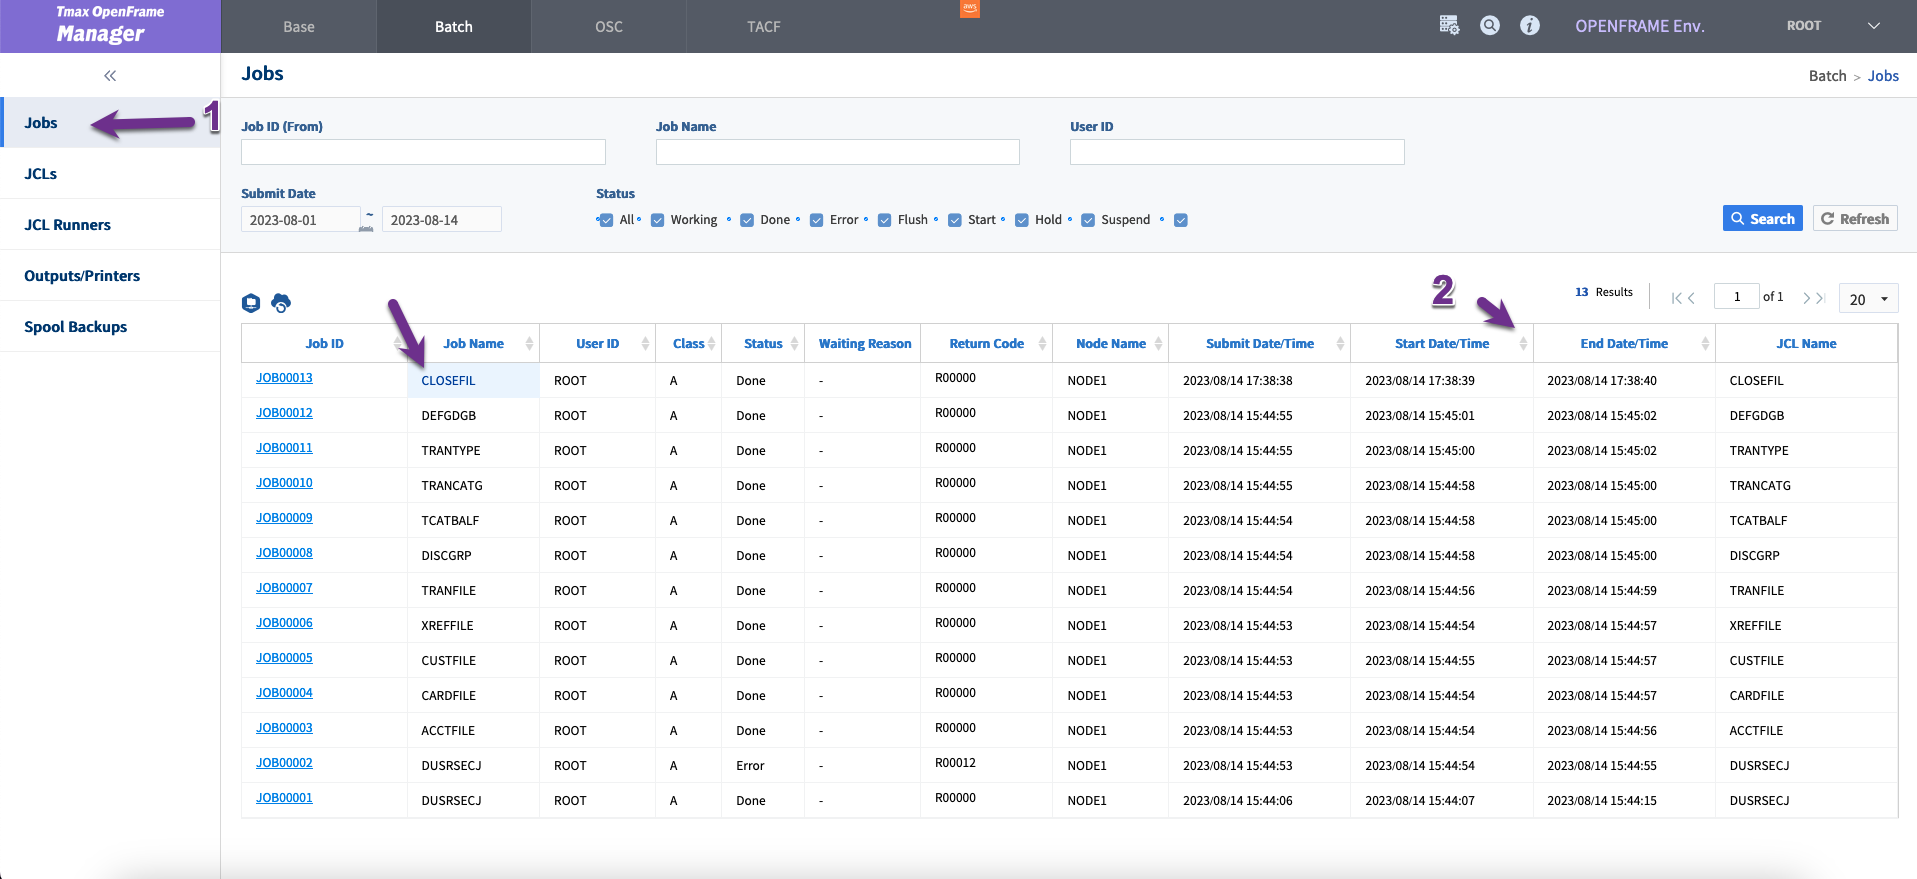 Tmax OpenFrame
Manager
Base Batch OSC TACF aws OPENFRAME Env. ROOT
Jobs Batch > Jobs
Jobs 1
JCLs
JCL Runners
Outputs/Printers
Spool Backups
Job ID (From) Job Name User ID
Submit Date Status
2023-08-01 ~ 2023-08-14 All Working Done Error Flush Start Hold Suspend Search Refresh
2 13 Results 1 of 1 20
Job ID Job Name User ID Class Status Waiting Reason Return Code Node Name Submit Date/Time Start Date/Time End Date/Time JCL Name
JOB00013 CLOSEFIL ROOT A Done - R00000 NODE1 2023/08/14 17:38:38 2023/08/14 17:38:39 2023/08/14 17:38:40 CLOSEFIL
JOB00012 DEFGDGB ROOT A Done - R00000 NODE1 2023/08/14 15:44:55 2023/08/14 15:45:01 2023/08/14 15:45:02 DEFGDGB
JOB00011 TRANTYPE ROOT A Done - R00000 NODE1 2023/08/14 15:44:55 2023/08/14 15:45:00 2023/08/14 15:45:02 TRANTYPE
JOB00010 TRANCATG ROOT A Done - R00000 NODE1 2023/08/14 15:44:55 2023/08/14 15:44:58 2023/08/14 15:45:00 TRANCATG
JOB00009 TCATBALF ROOT A Done - R00000 NODE1 2023/08/14 15:44:54 2023/08/14 15:44:58 2023/08/14 15:45:00 TCATBALF
JOB00008 DISCGRP ROOT A Done - R00000 NODE1 2023/08/14 15:44:54 2023/08/14 15:44:58 2023/08/14 15:45:00 DISCGRP
JOB00007 TRANFILE ROOT A Done - R00000 NODE1 2023/08/14 15:44:54 2023/08/14 15:44:56 2023/08/14 15:44:59 TRANFILE
JOB00006 XREFFILE ROOT A Done - R00000 NODE1 2023/08/14 15:44:53 2023/08/14 15:44:54 2023/08/14 15:44:57 XREFFILE
JOB00005 CUSTFILE ROOT A Done - R00000 NODE1 2023/08/14 15:44:53 2023/08/14 15:44:55 2023/08/14 15:44:57 CUSTFILE
JOB00004 CARDFILE ROOT A Done - R00000 NODE1 2023/08/14 15:44:53 2023/08/14 15:44:54 2023/08/14 15:44:57 CARDFILE
JOB00003 ACCTFILE ROOT A Done - R00000 NODE1 2023/08/14 15:44:53 2023/08/14 15:44:54 2023/08/14 15:44:56 ACCTFILE
JOB00002 DUSRSECJ ROOT A Error - R00012 NODE1 2023/08/14 15:44:53 2023/08/14 15:44:54 2023/08/14 15:44:55 DUSRSECJ
JOB00001 DUSRSECJ ROOT A Done - R00000 NODE1 2023/08/14 15:44:06 2023/08/14 15:44:07 2023/08/14 15:44:15 DUSRSECJ